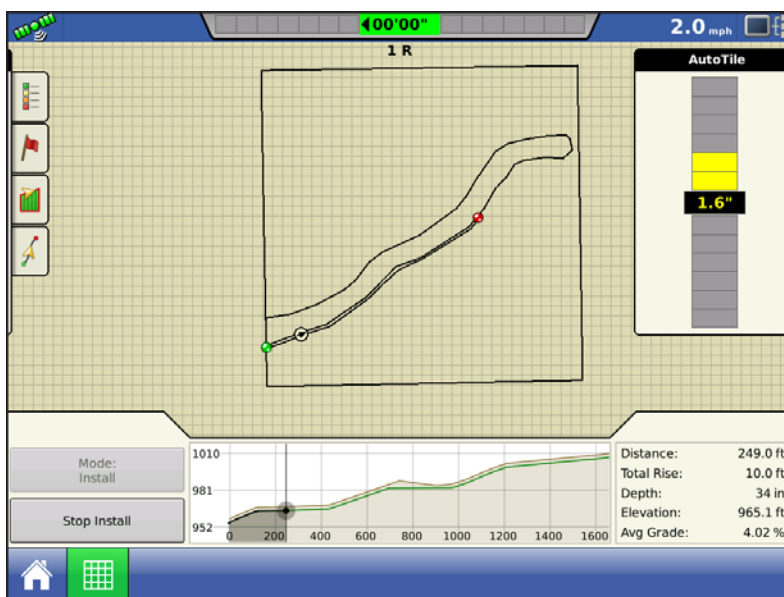 00'00"
2.0 mph
1 R
AutoTile
1.6"
Mode:
Install
Stop Install
1010
981
952
0 200 400 600 800 1000 1200 1400 1600
Distance: 249.0 ft
Total Rise: 10.0 ft
Depth: 34 in
Elevation: 965.1 ft
Avg Grade: 4.02 %